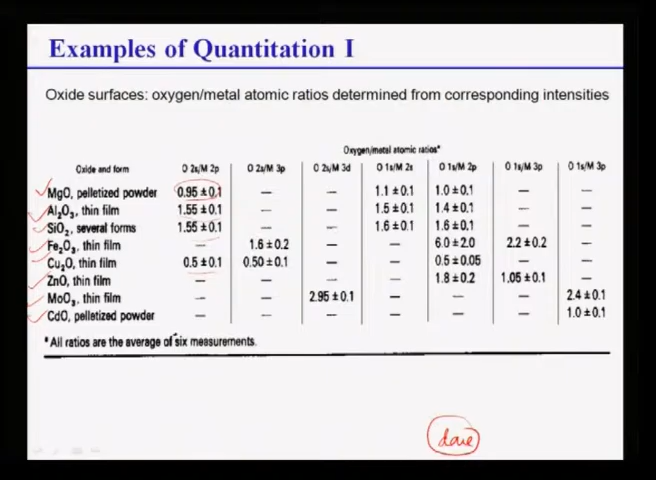 Examples of Quantitation I
Oxide surfaces: oxygen/metal atomic ratios determined from corresponding intensities
Oxygen/metal atomic ratios*
Oxide and form O 2s/M 2p O 2s/M 3p O 2s/M 3d O 1s/M 2s O 1s/M 2p O 1s/M 3p O 1s/M 3p
MgO, pelletized powder 0.95 ±0.1 — — 1.1 ±0.1 1.0 ±0.1 — —
Al2O3, thin film 1.55 ±0.1 — — 1.5 ±0.1 1.4 ±0.1 — —
SiO2, several forms 1.55 ±0.1 — — 1.6 ±0.1 1.6 ±0.1 — —
Fe2O3, thin film — 1.6 ±0.2 — — 6.0 ±2.0 2.2 ±0.2 —
Cu2O, thin film 0.5 ±0.1 0.50 ±0.1 — — 0.5 ±0.05 — —
ZnO, thin film — — — — 1.8 ±0.2 1.05 ±0.1 —
MoO3, thin film — — 2.95 ±0.1 — — — 2.4 ±0.1
CdO, pelletized powder — — — — — — 1.0 ±0.1
*All ratios are the average of six measurements.